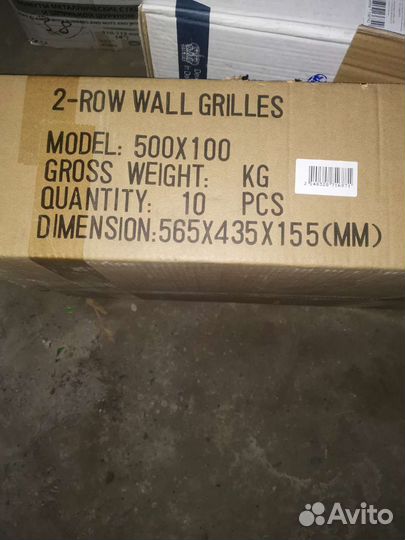 2-ROW WALL GRILLES
MODEL: 500X100
GROSS WEIGHT: KG
QUANTITY: 10 PCS
DIMENSION:565X435X155(MM)
Avito